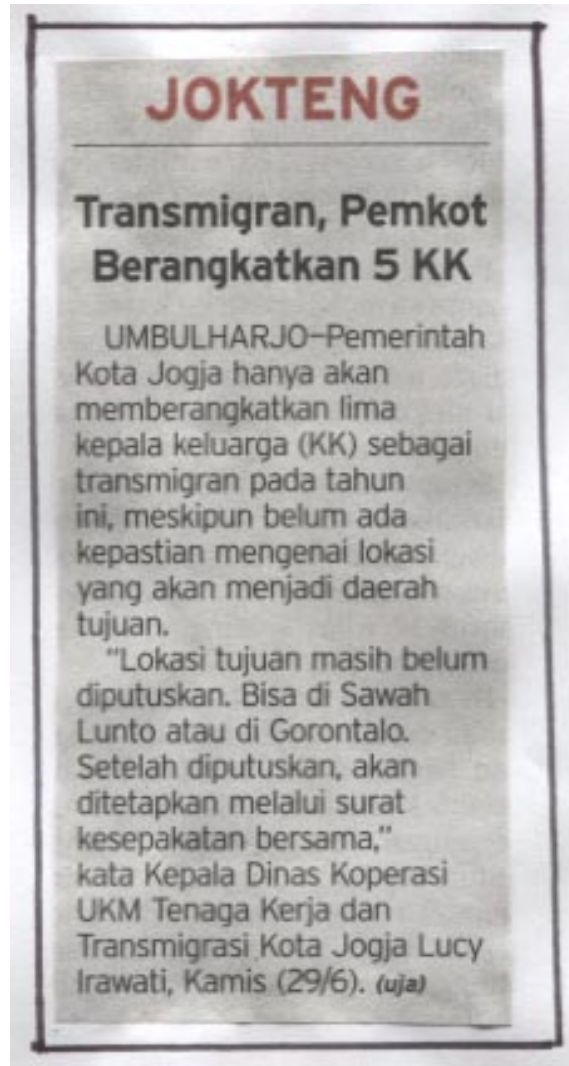 JOKTENG
Transmigran, Pemkot
Berangkatkan 5 KK
UMBULHARJO–Pemerintah
Kota Jogja hanya akan
memberangkatkan lima
kepala keluarga (KK) sebagai
transmigran pada tahun
ini, meskipun belum ada
kepastian mengenai lokasi
yang akan menjadi daerah
tujuan.
"Lokasi tujuan masih belum
diputuskan. Bisa di Sawah
Lunto atau di Gorontalo.
Setelah diputuskan, akan
ditetapkan melalui surat
kesepakatan bersama,"
kata Kepala Dinas Koperasi
UKM Tenaga Kerja dan
Transmigrasi Kota Jogja Lucy
Irawati, Kamis (29/6). (uja)